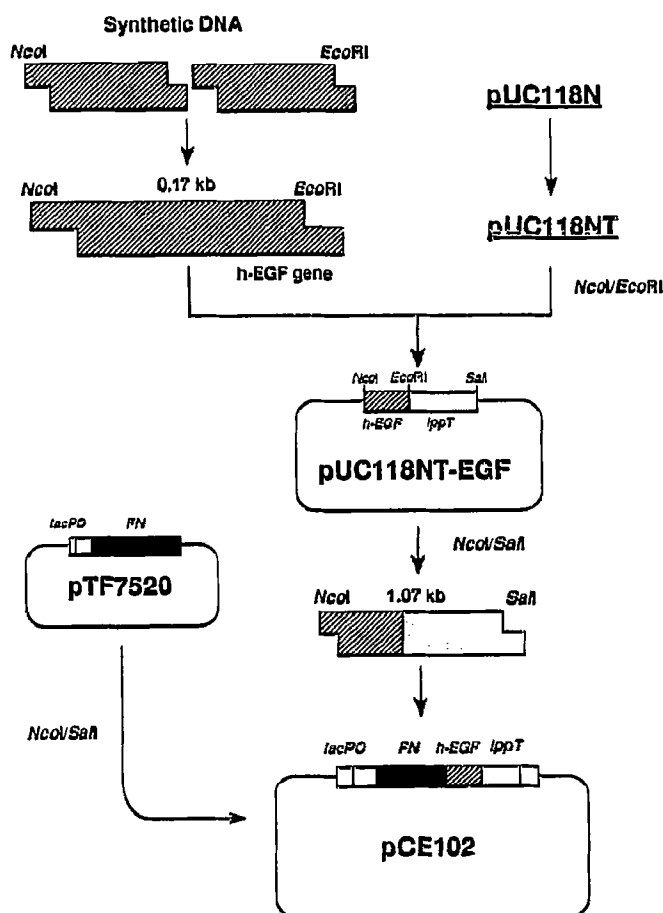 Synthetic DNA
NcoI EcoRI
pUC118N
0.17 kb
NcoI EcoRI
pUC118NT
h-EGF gene
NcoI/EcoRI
NcoI EcoRI SalI
h-EGF lppT
pUC118NT-EGF
lacPO FN
pTF7520
NcoI/SalI
1.07 kb
NcoI SalI
NcoI/SalI
lacPO FN h-EGF lppT
pCE102